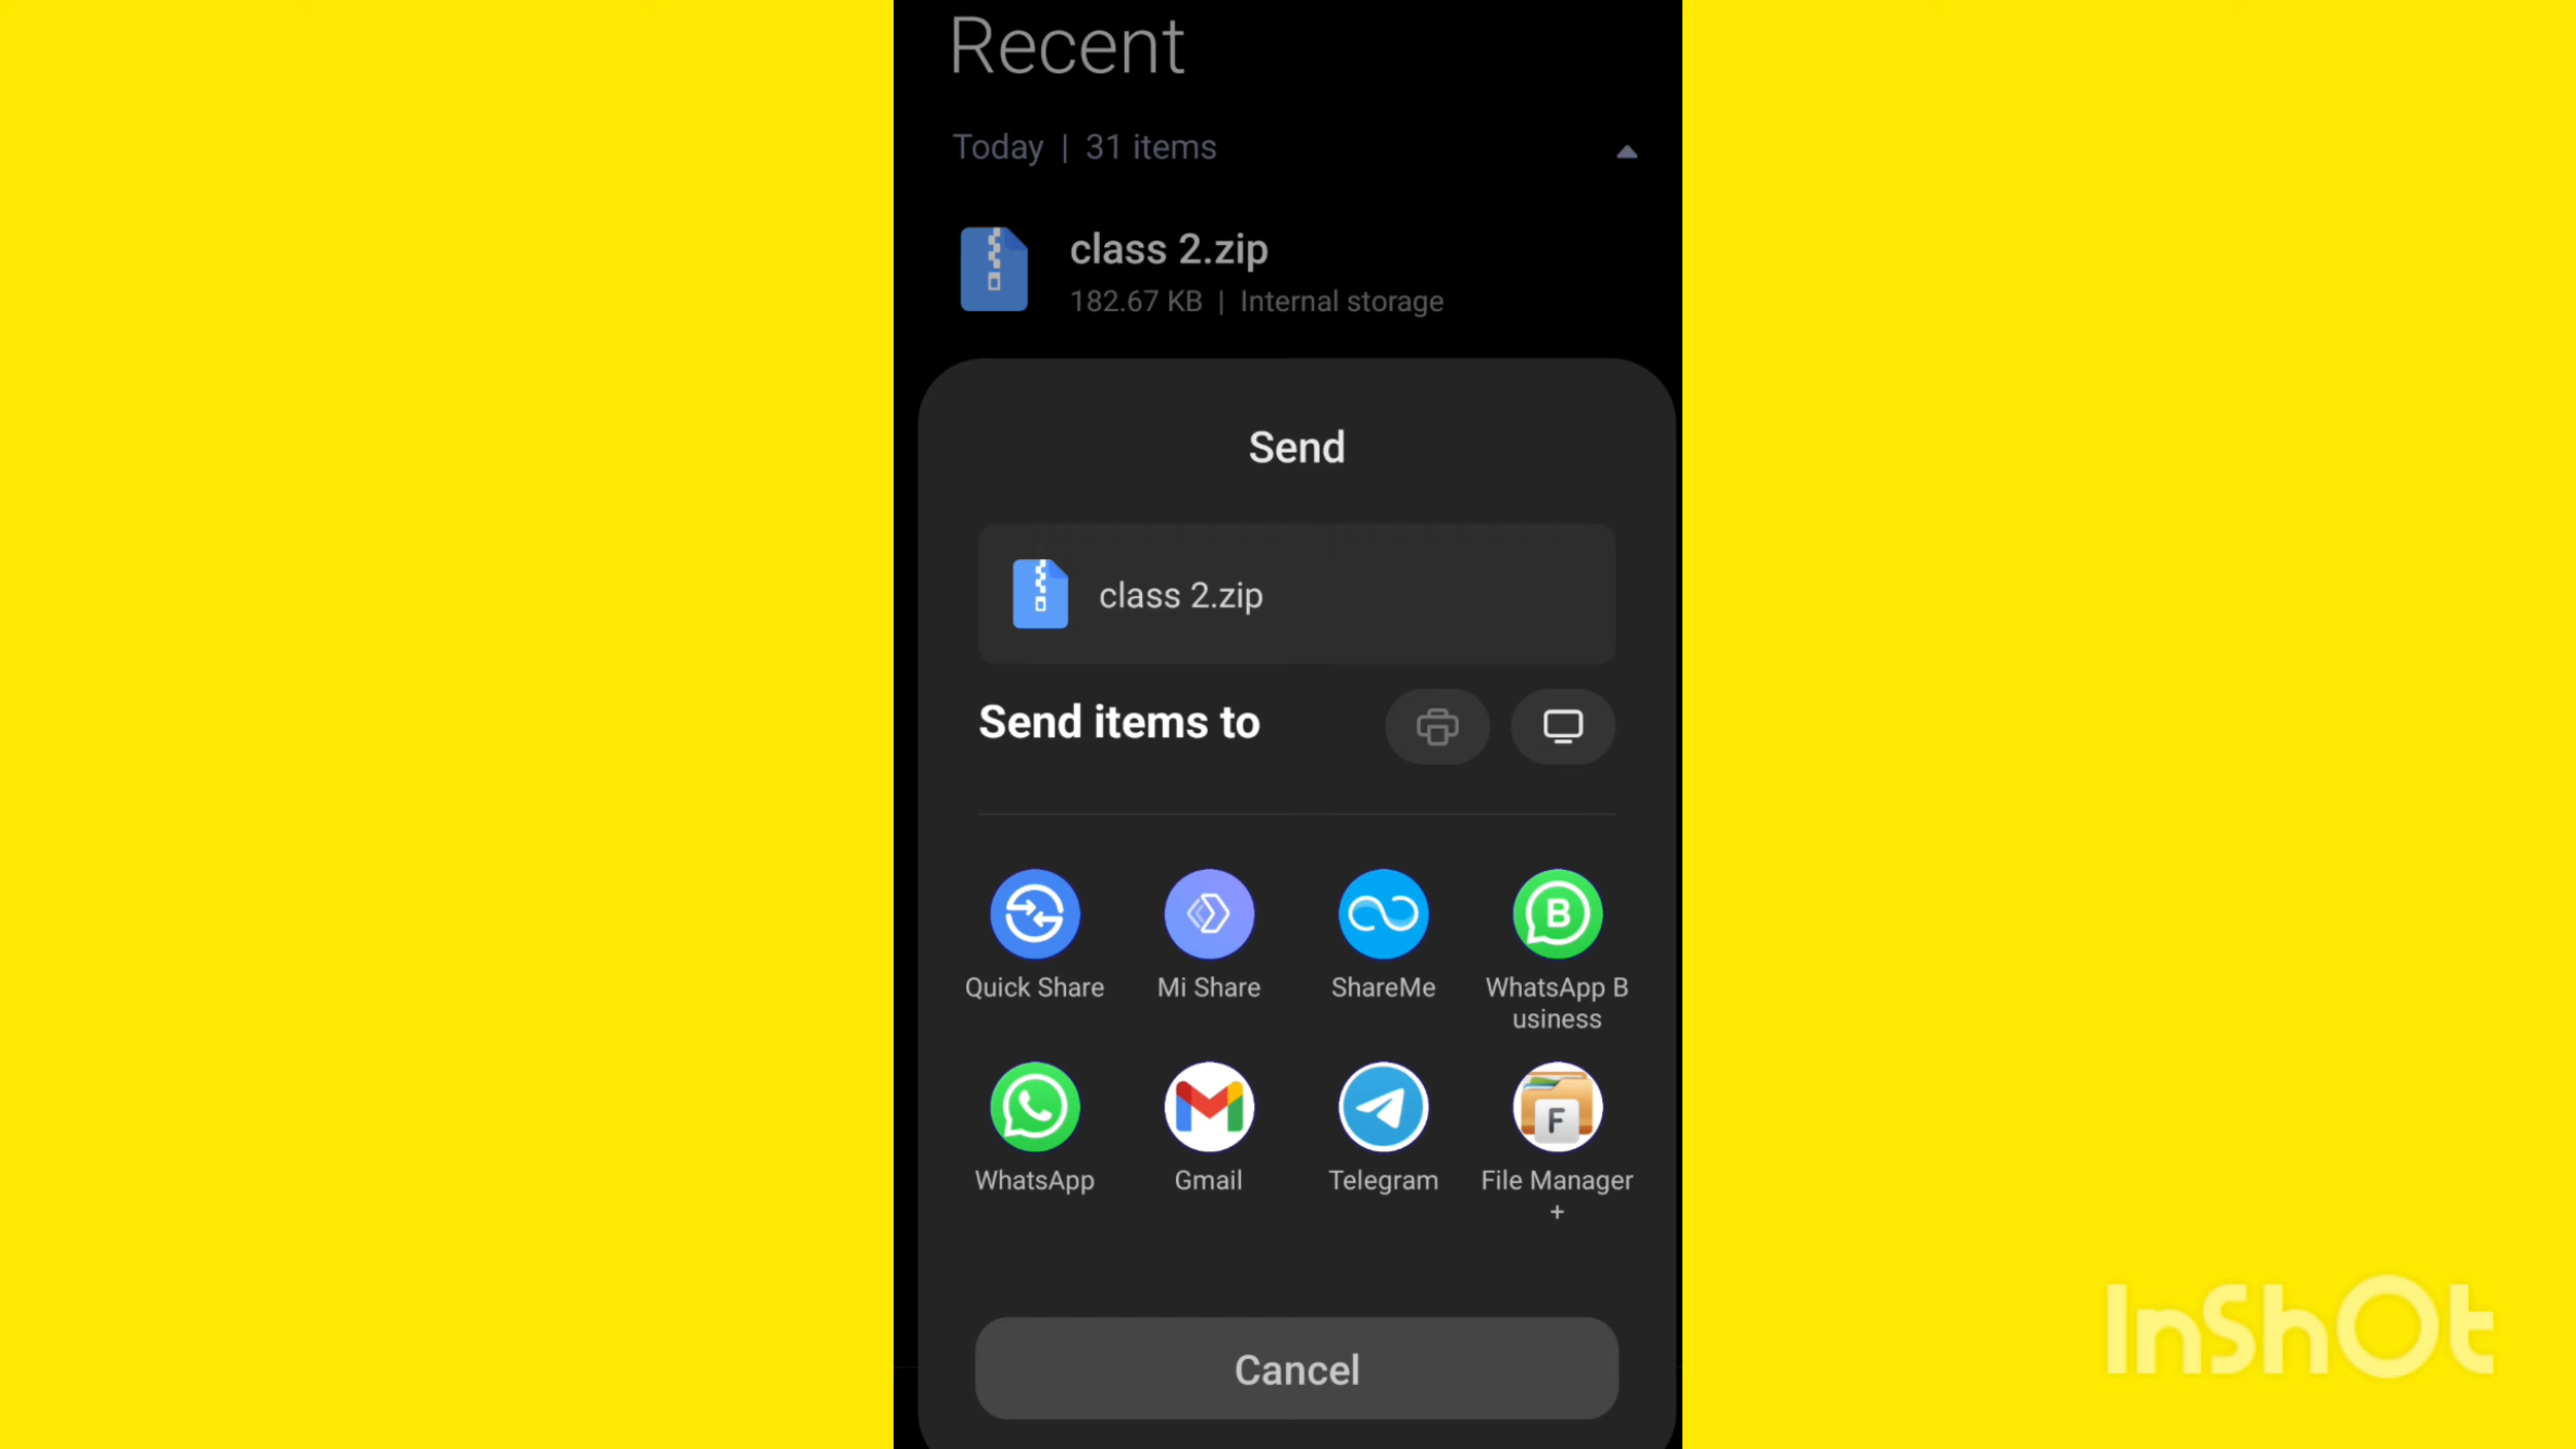 Recent
Today | 31 items
class 2.zip
182.67 KB | Internal storage
Send
class 2.zip
Send items to
Quick Share
Mi Share
ShareMe
WhatsApp B
usiness
B
WhatsApp
Gmail
Telegram
File Manager
+
F
Cancel
InShOt